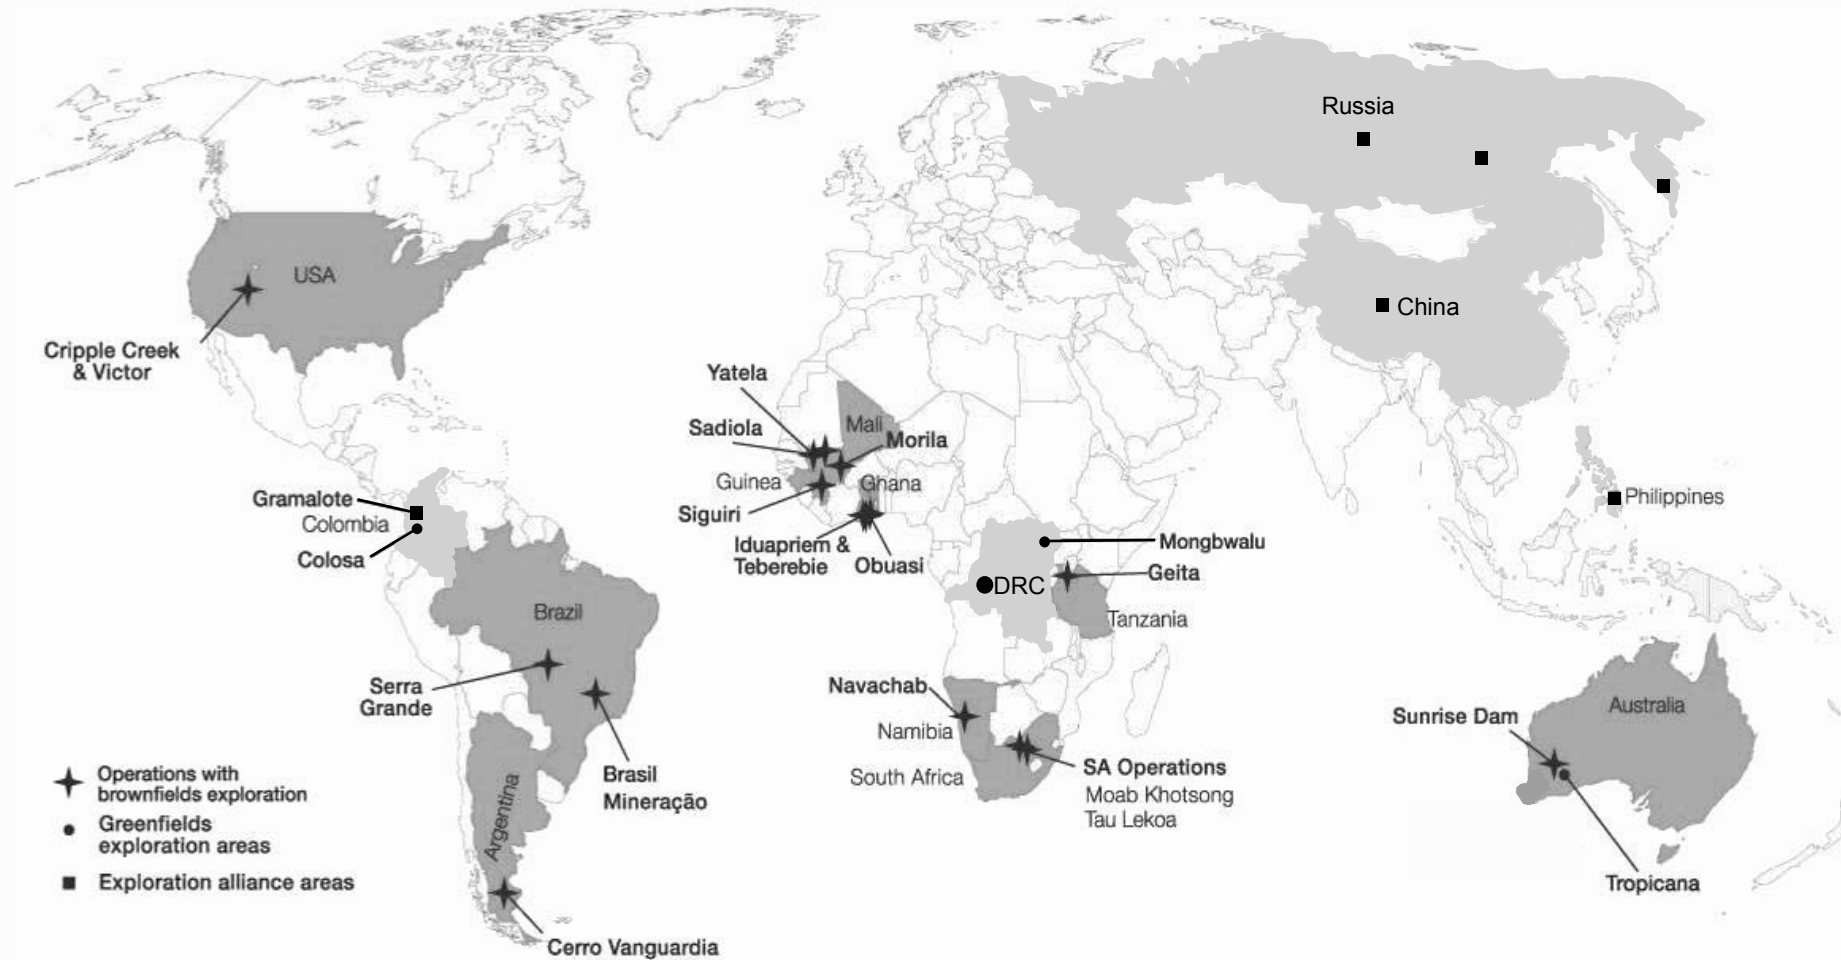 Russia
USA
China
Cripple Creek
& Victor
Yatela
Sadiola
Mali
Morila
Guinea
Ghana
Siguiri
Iduapriem &
Teberebie
Obuasi
Gramalote
Colombia
Colosa
Philippines
Mongbwalu
Geita
DRC
Tanzania
Brazil
Serra
Grande
Navachab
Namibia
South Africa
SA Operations
Moab Khotsong
Tau Lekoa
Australia
Sunrise Dam
Tropicana
Brasil
Mineração
Argentina
Cerro Vanguardia
Operations with
brownfields exploration
Greenfields
exploration areas
Exploration alliance areas